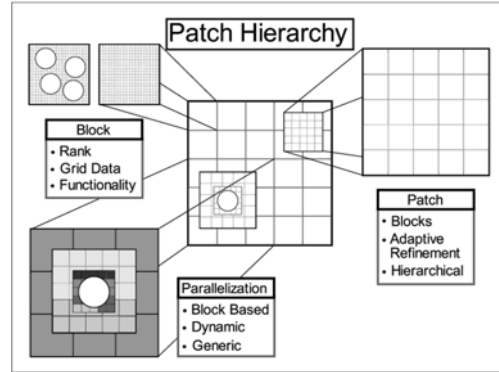 Patch Hierarchy
Block
• Rank
• Grid Data
• Functionality
Patch
• Blocks
• Adaptive
Refinement
• Hierarchical
Parallelization
• Block Based
• Dynamic
• Generic